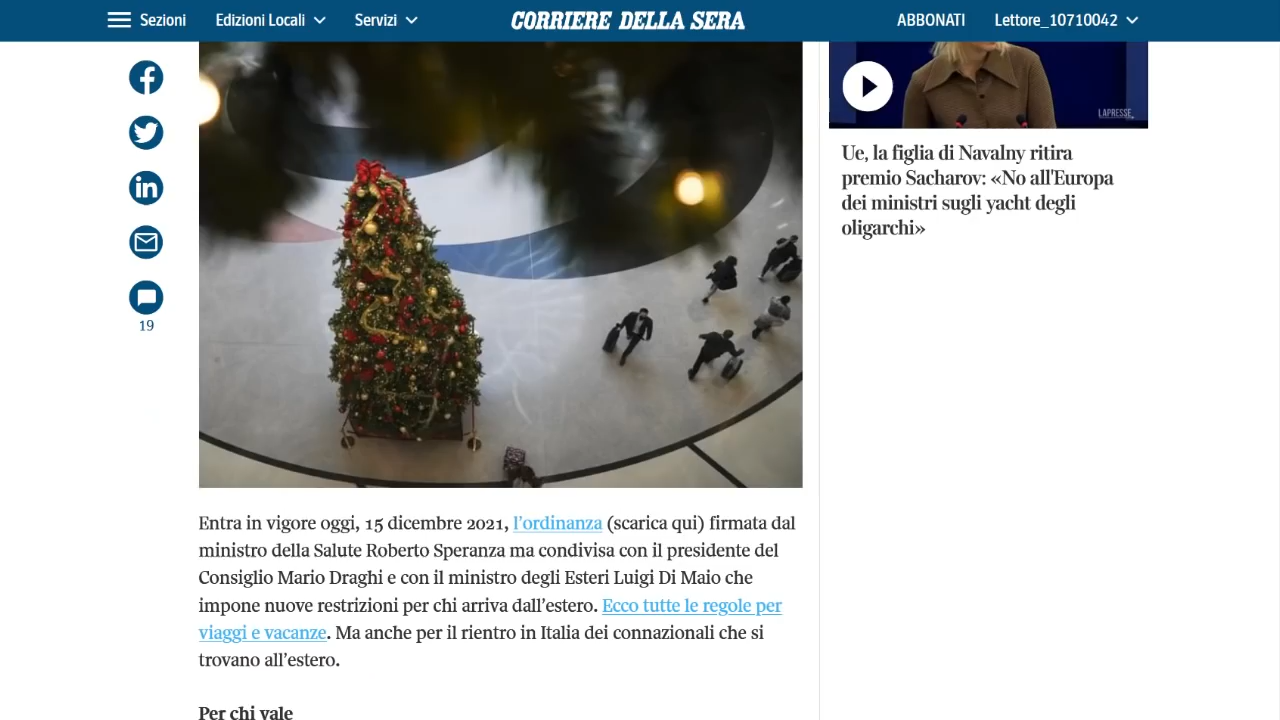 Sezioni
Edizioni Locali
Servizi
CORRIERE DELLA SERA
ABBONATI
Lettore_10710042
19
Entra in vigore oggi, 15 dicembre 2021, l'ordinanza (scarica qui) firmata dal
ministro della Salute Roberto Speranza ma condivisa con il presidente del
Consiglio Mario Draghi e con il ministro degli Esteri Luigi Di Maio che
impone nuove restrizioni per chi arriva dall'estero. Ecco tutte le regole per
viaggi e vacanze. Ma anche per il rientro in Italia dei connazionali che si
trovano all'estero.
Per chi vale
LAPRESSE
Ue, la figlia di Navalny ritira
premio Sacharov: «No all'Europa
dei ministri sugli yacht degli
oligarchi»